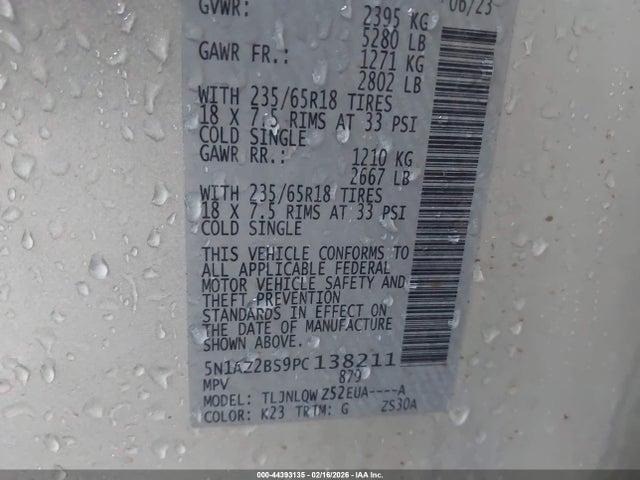 06/23
GVWR: 2395 KG
5280 LB
GAWR FR.: 1271 KG
2802 LB
WITH 235/65R18 TIRES
18 X 7.5 RIMS AT 33 PSI
COLD SINGLE
GAWR RR.: 1210 KG
2667 LB
WITH 235/65R18 TIRES
18 X 7.5 RIMS AT 33 PSI
COLD SINGLE
THIS VEHICLE CONFORMS TO
ALL APPLICABLE FEDERAL
MOTOR VEHICLE SAFETY AND
THEFT PREVENTION
STANDARDS IN EFFECT ON
THE DATE OF MANUFACTURE
SHOWN ABOVE.
5N1AZ2BS9PC138211
MPV 879
MODEL: TLJNLQW Z52EUA----A
COLOR: K23 TRIM: G ZS30A
000-44393135 - 02/16/2026 - IAA Inc.